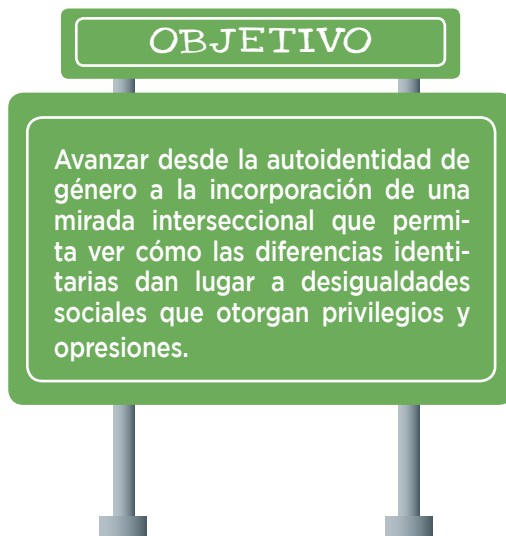 OBJETIVO
Avanzar desde la autoidentidad de
género a la incorporación de una
mirada interseccional que permi-
ta ver cómo las diferencias identi-
tarias dan lugar a desigualdades
sociales que otorgan privilegios y
opresiones.